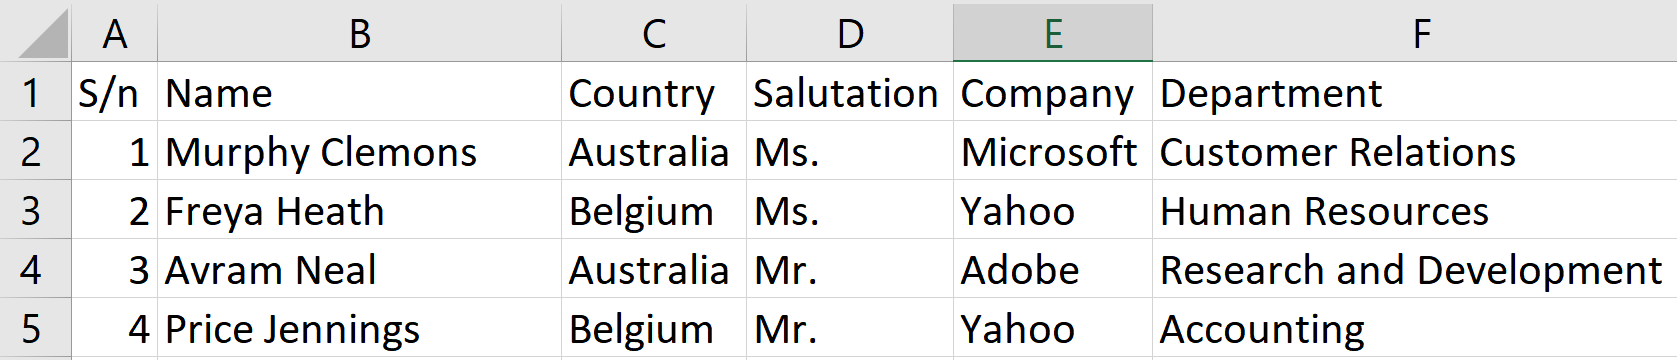 A B C D E F
1 S/n Name Country Salutation Company Department
2 1 Murphy Clemons Australia Ms. Microsoft Customer Relations
3 2 Freya Heath Belgium Ms. Yahoo Human Resources
4 3 Avram Neal Australia Mr. Adobe Research and Development
5 4 Price Jennings Belgium Mr. Yahoo Accounting